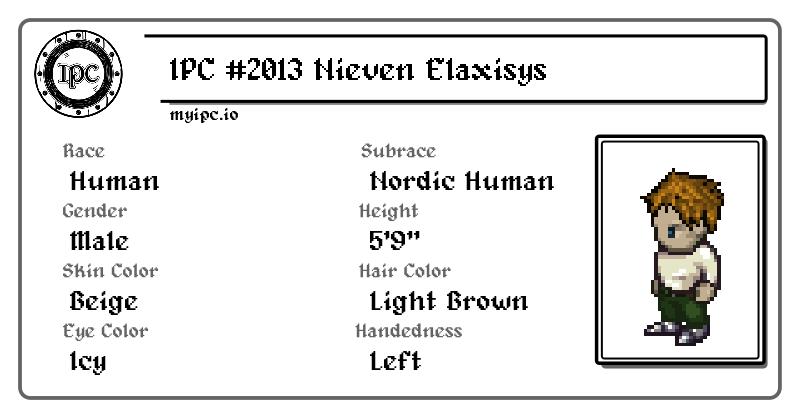 IPC
IPC #2013 Nieven Elaxisys
myipc.io
Race
Human
Subrace
Nordic Human
Gender
Male
Height
5'9"
Skin Color
Beige
Hair Color
Light Brown
Eye Color
Icy
Handedness
Left